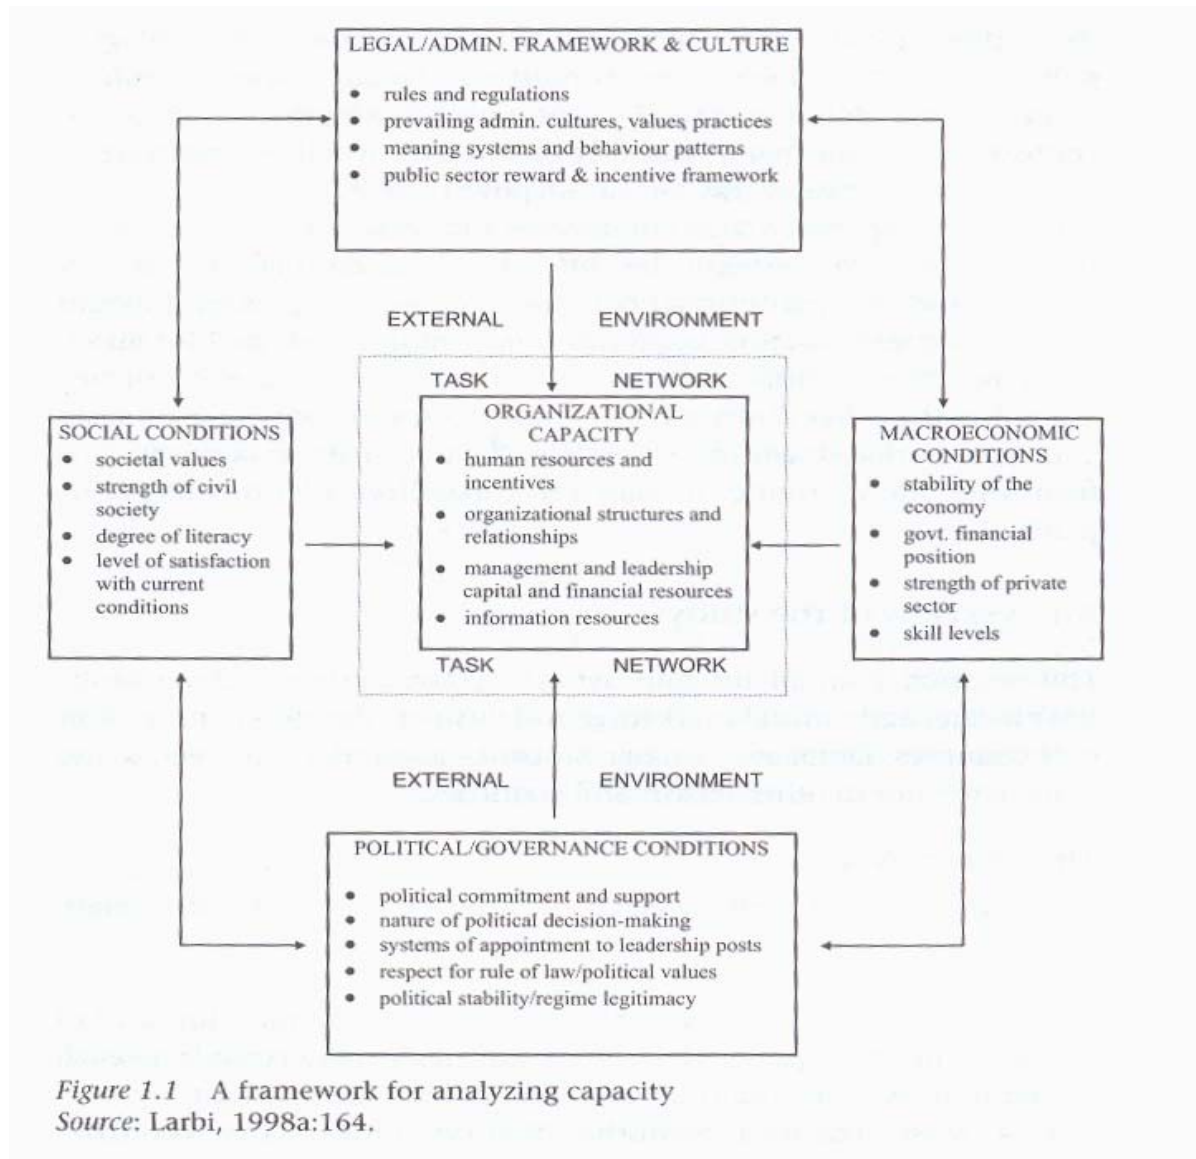 LEGAL/ADMIN. FRAMEWORK & CULTURE
• rules and regulations
• prevailing admin. cultures, values, practices
• meaning systems and behaviour patterns
• public sector reward & incentive framework
EXTERNAL ENVIRONMENT
TASK NETWORK
SOCIAL CONDITIONS
• societal values
• strength of civil
society
• degree of literacy
• level of satisfaction
with current
conditions
ORGANIZATIONAL
CAPACITY
• human resources and
incentives
• organizational structures and
relationships
• management and leadership
capital and financial resources
• information resources
MACROECONOMIC
CONDITIONS
• stability of the
economy
• govt. financial
position
• strength of private
sector
• skill levels
TASK NETWORK
EXTERNAL ENVIRONMENT
POLITICAL/GOVERNANCE CONDITIONS
• political commitment and support
• nature of political decision-making
• systems of appointment to leadership posts
• respect for rule of law/political values
• political stability/regime legitimacy
Figure 1.1 A framework for analyzing capacity
Source: Larbi, 1998a:164.